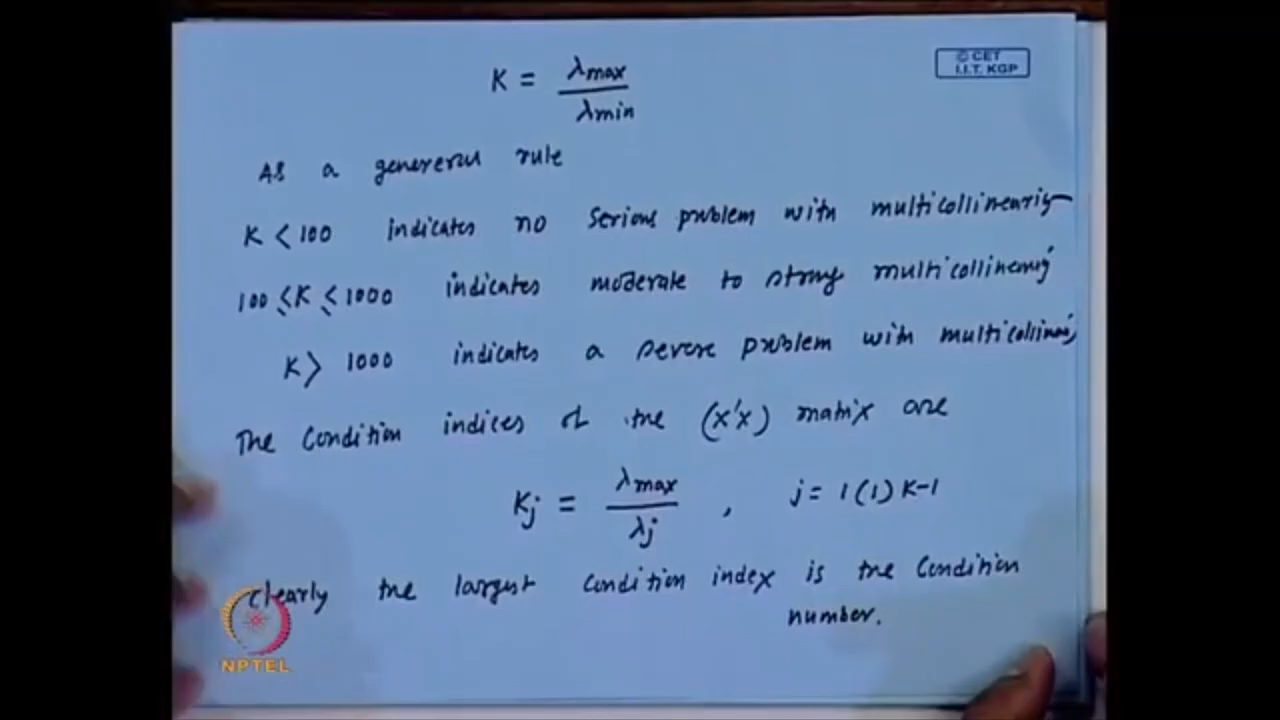 K = λmax / λmin
© CET
I.I.T. KGP
As a genereral rule
K < 100 indicates no serious problem with multicollinearity
100 ≤ K ≤ 1000 indicates moderate to strong multicollinearity
K > 1000 indicates a severe problem with multicollinearity
The Condition indices of the (x'x) matrix are
Kj = λmax / λj , j = 1(1) K-1
clearly the largest condition index is the condition
number.
NPTEL